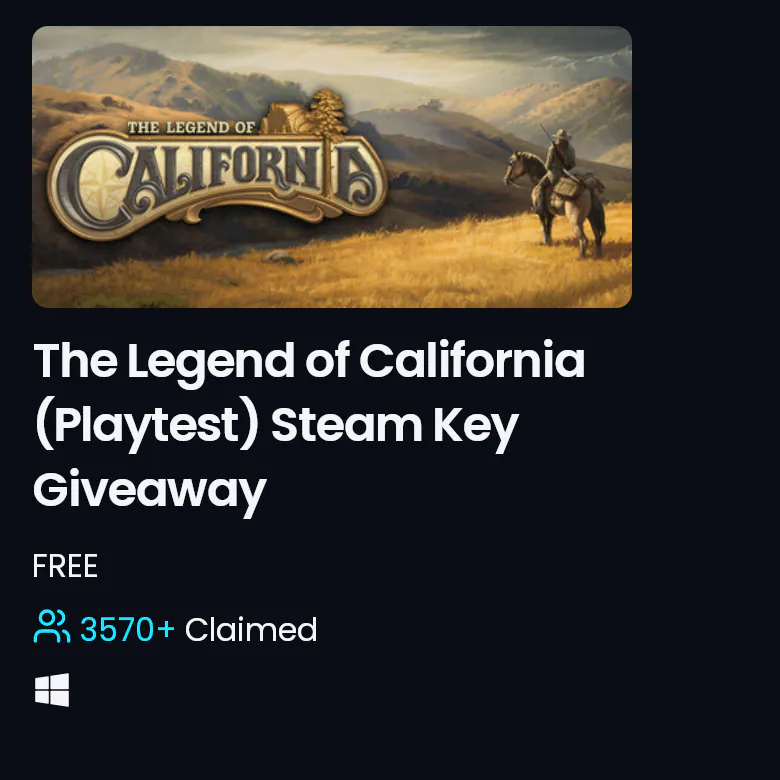 THE LEGEND OF
CALIFORNIA
The Legend of California
(Playtest) Steam Key
Giveaway
FREE
3570+ Claimed